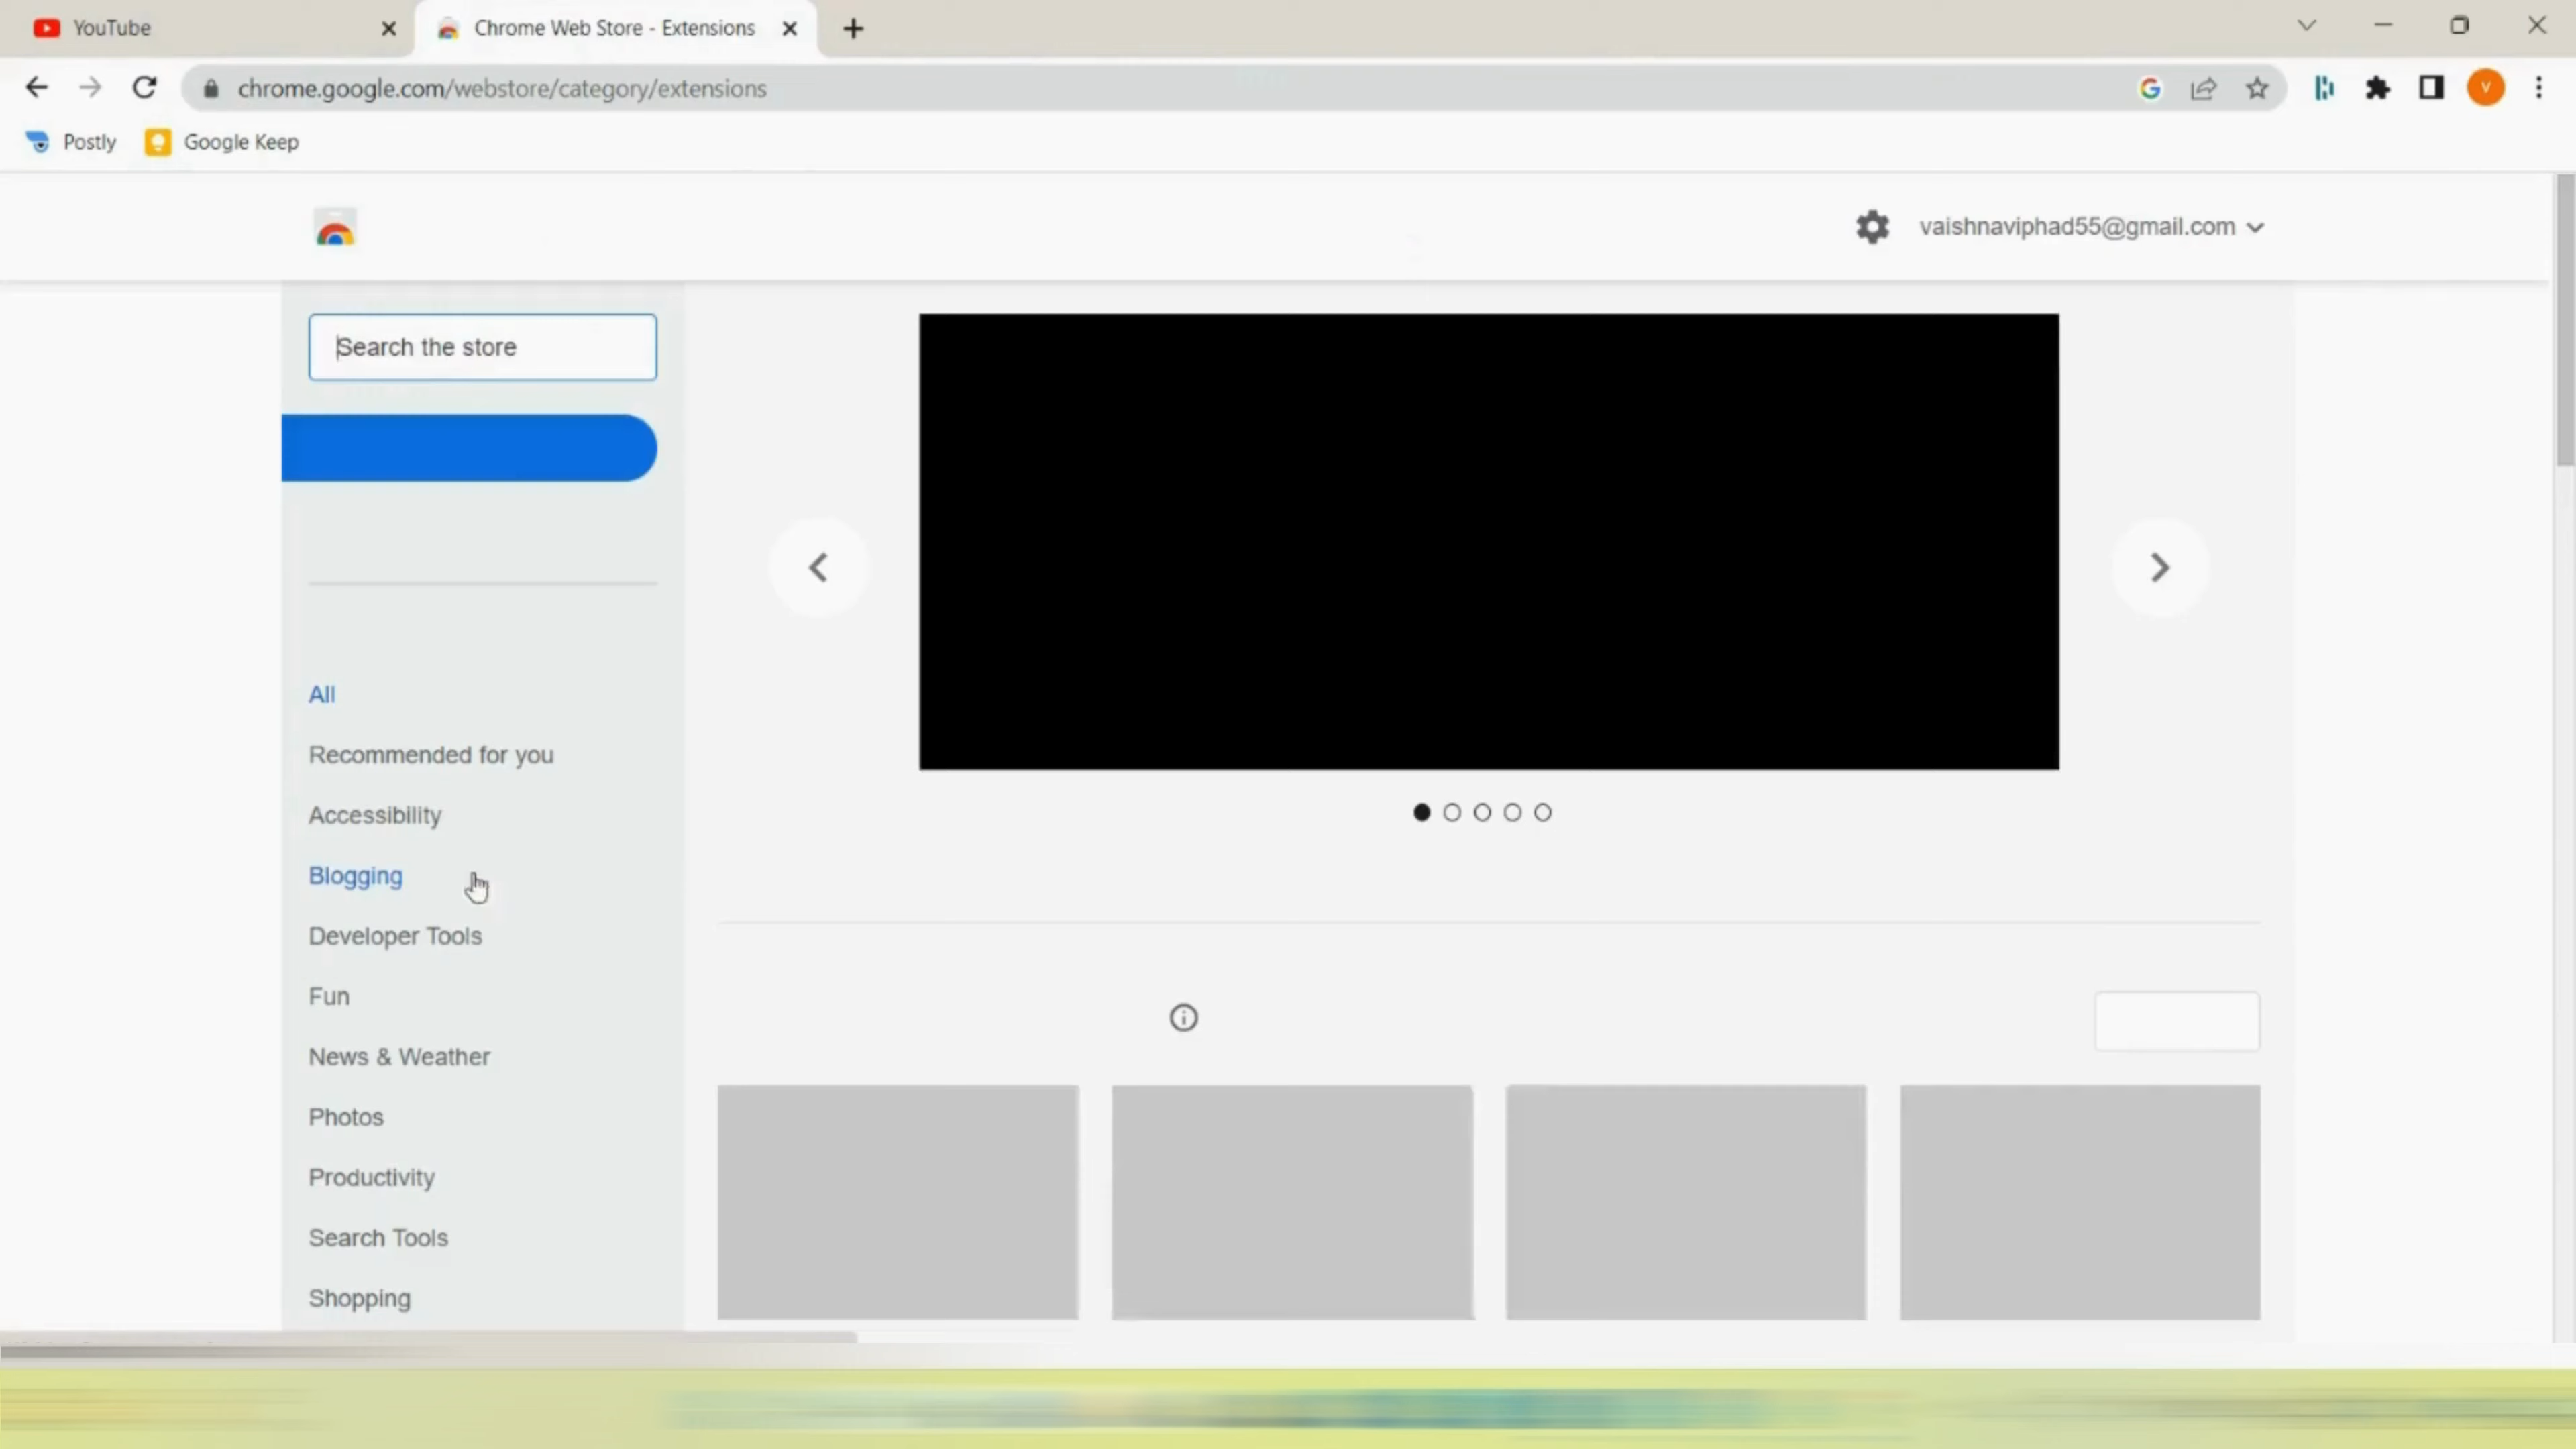 YouTube
Chrome Web Store - Extensions
chrome.google.com/webstore/category/extensions
V
Postly
Google Keep
vaishnaviphad55@gmail.com
Search the store
All
Recommended for you
Accessibility
Blogging
Developer Tools
Fun
News & Weather
Photos
Productivity
Search Tools
Shopping